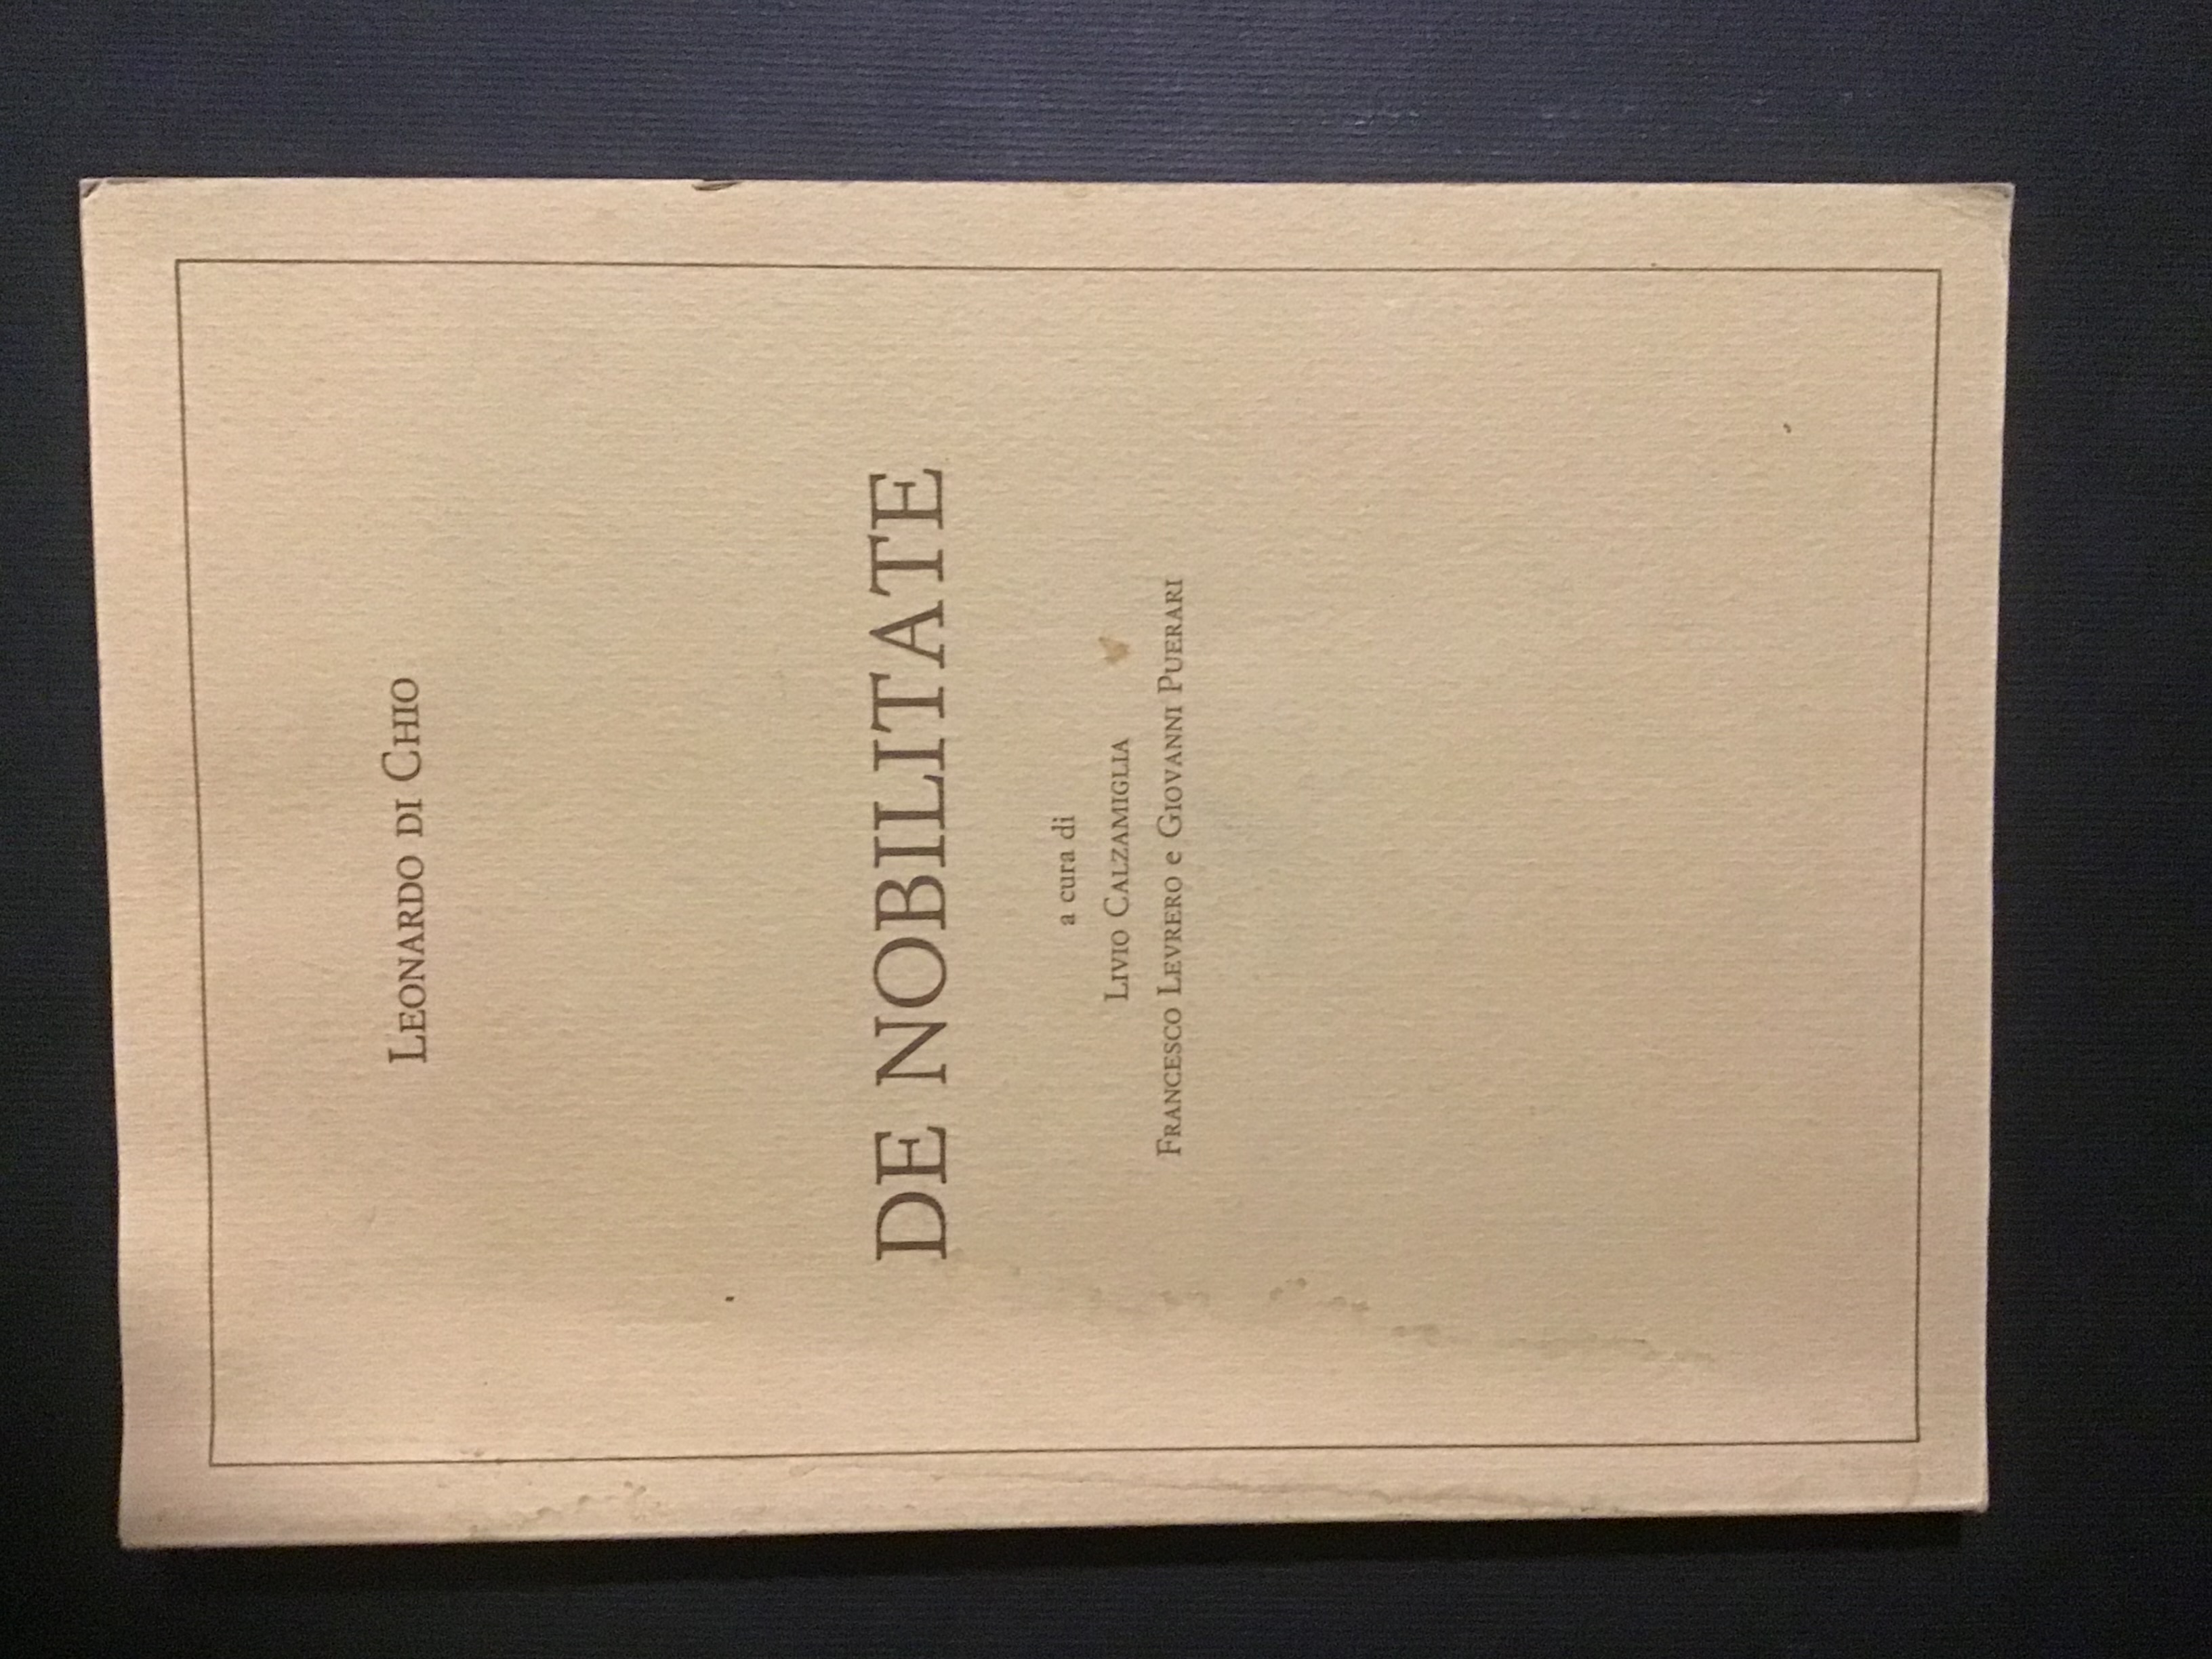 Leonardo di Chio
DE NOBILITATE
a cura di
Livio Calzamiglia
Francesco Levrero e Giovanni Puerari